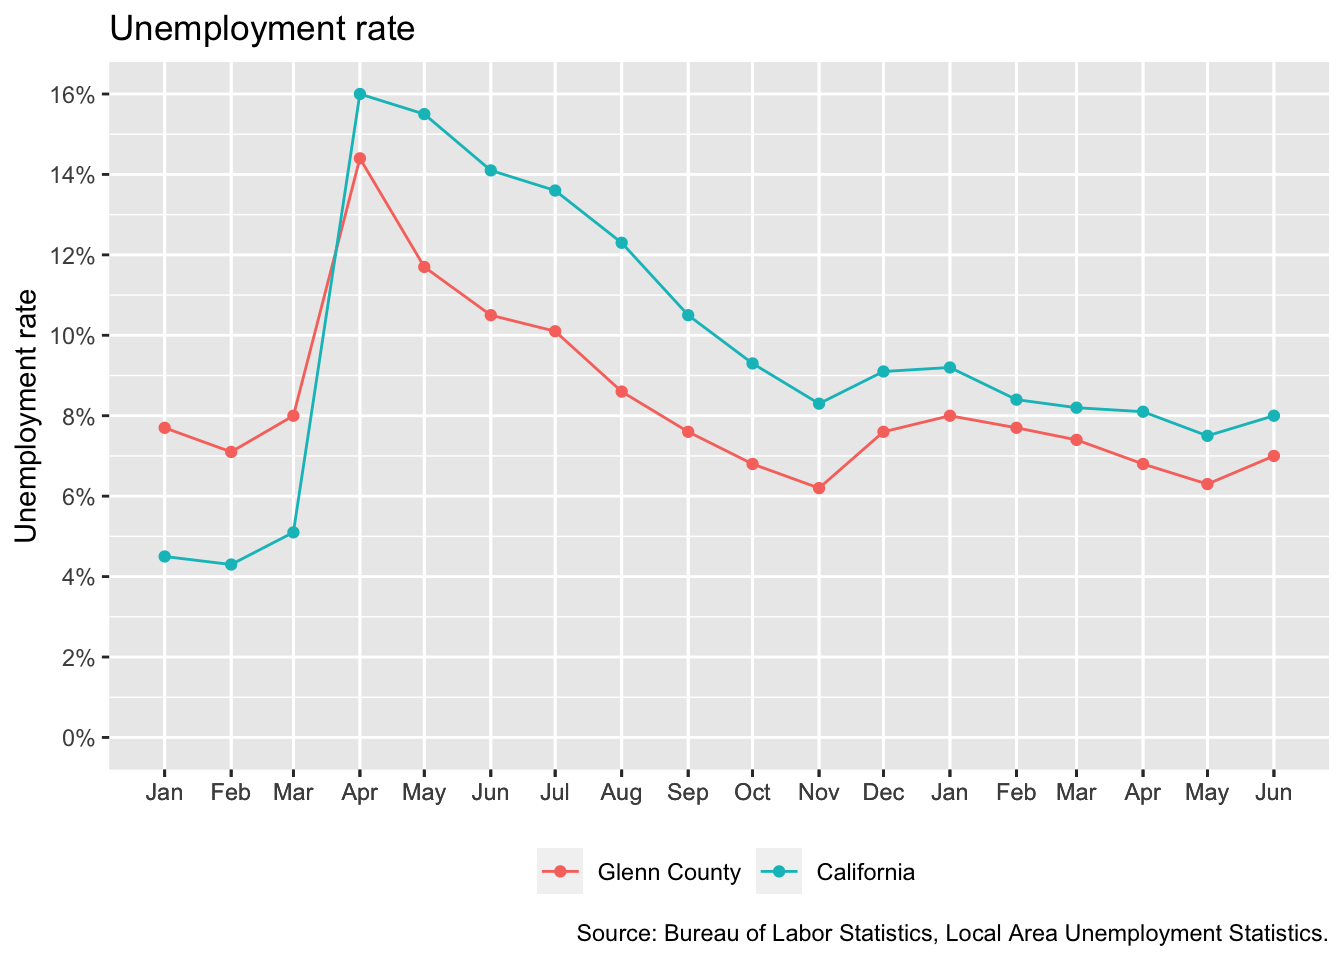 Unemployment rate
Unemployment rate
16%
14%
12%
10%
8%
6%
4%
2%
0%
Jan Feb Mar Apr May Jun Jul Aug Sep Oct Nov Dec Jan Feb Mar Apr May Jun
Glenn County California
Source: Bureau of Labor Statistics, Local Area Unemployment Statistics.